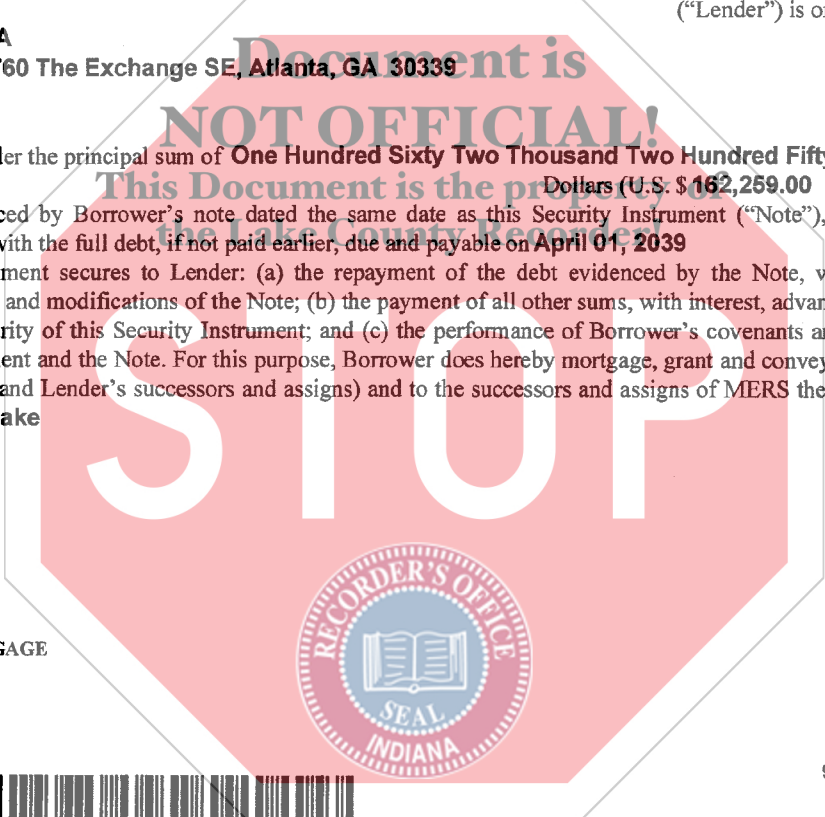 ("Lender") is o
A
Document is
60 The Exchange SE, Atlanta, GA 30339
NOT OFFICIAL!
er the principal sum of One Hundred Sixty Two Thousand Two Hundred Fifty
This Document is the property of
Dollars (U.S. $ 162,259.00
ced by Borrower's note dated the same date as this Security Instrument ("Note"),
the Lake County Recorder!
with the full debt, if not paid earlier, due and payable on April 01, 2039
ment secures to Lender: (a) the repayment of the debt evidenced by the Note, w
and modifications of the Note; (b) the payment of all other sums, with interest, advan
rity of this Security Instrument; and (c) the performance of Borrower's covenants a
ent and the Note. For this purpose, Borrower does hereby mortgage, grant and convey
and Lender's successors and assigns) and to the successors and assigns of MERS the
ake
STOP
RECORDER'S OFFICE
SEAL
INDIANA
GAGE